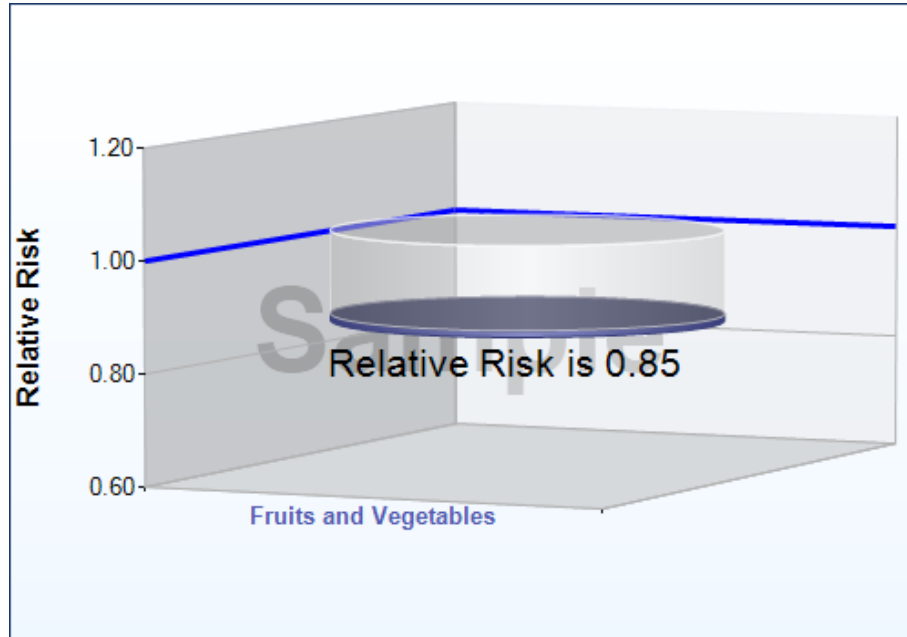 1.20
1.00
0.80
0.60
Relative Risk
Sample
Relative Risk is 0.85
Fruits and Vegetables